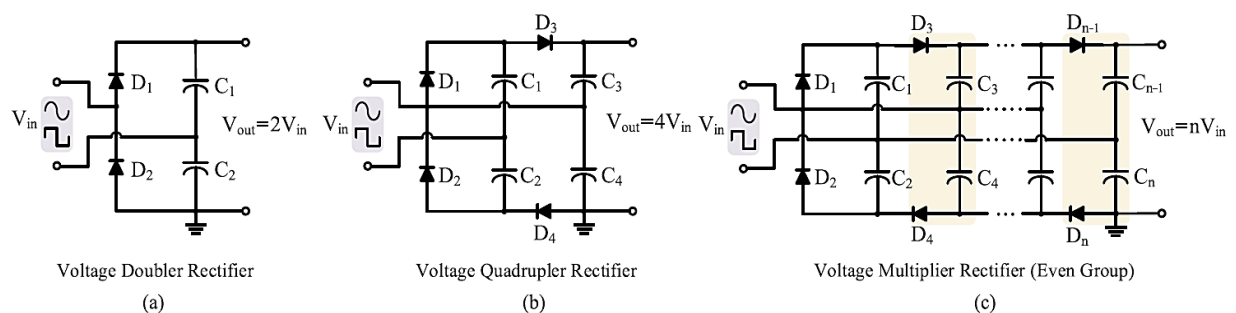 D1
D2
C1
C2
Vin
Vout=2Vin
Voltage Doubler Rectifier
(a)
D3
D1
C1
C3
Vin
Vout=4Vin
D2
C2
C4
D4
Voltage Quadrupler Rectifier
(b)
D3
Dn-1
D1
C1
C3
Cn-1
Vin
Vout=nVin
D2
C2
C4
Cn
D4
Dn
Voltage Multiplier Rectifier (Even Group)
(c)